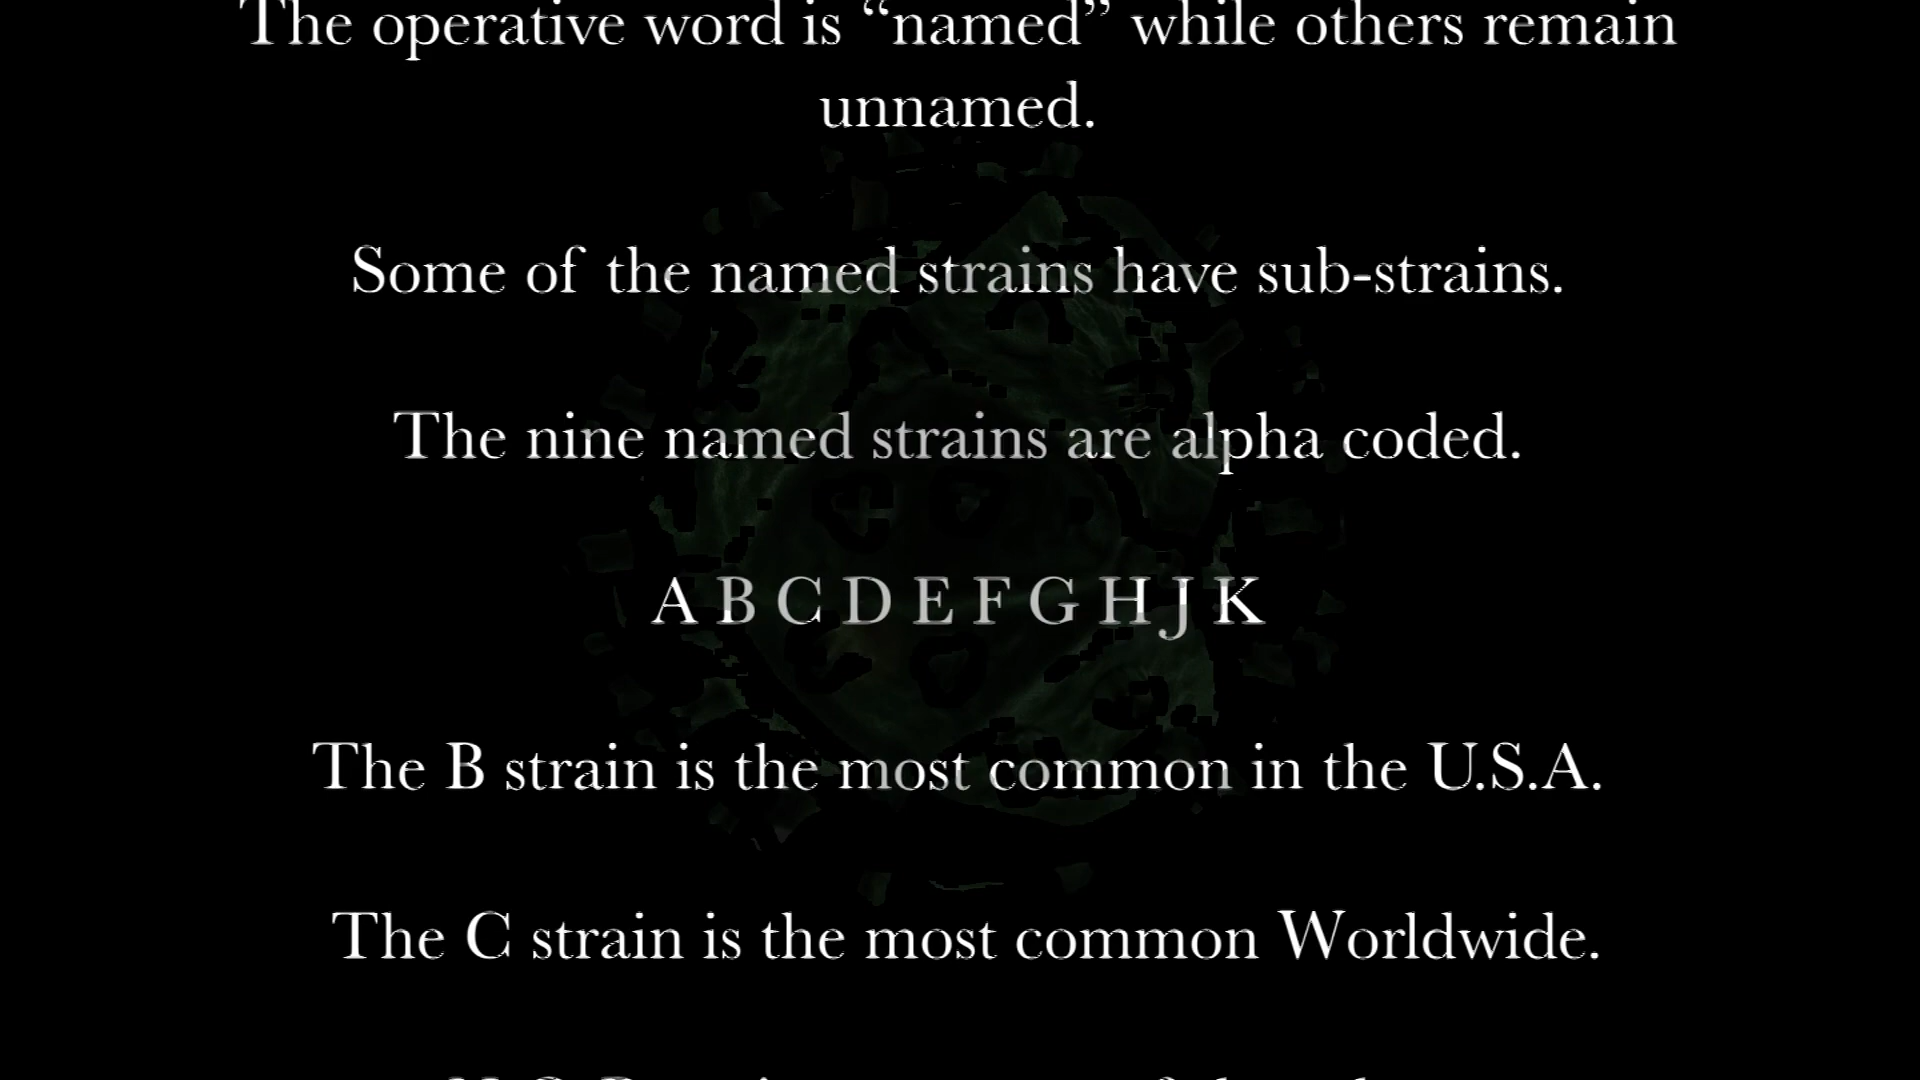 The operative word is “named” while others remain
unnamed.
Some of the named strains have sub-strains.
The nine named strains are alpha coded.
A B C D E F G H J K
The B strain is the most common in the U.S.A.
The C strain is the most common Worldwide.